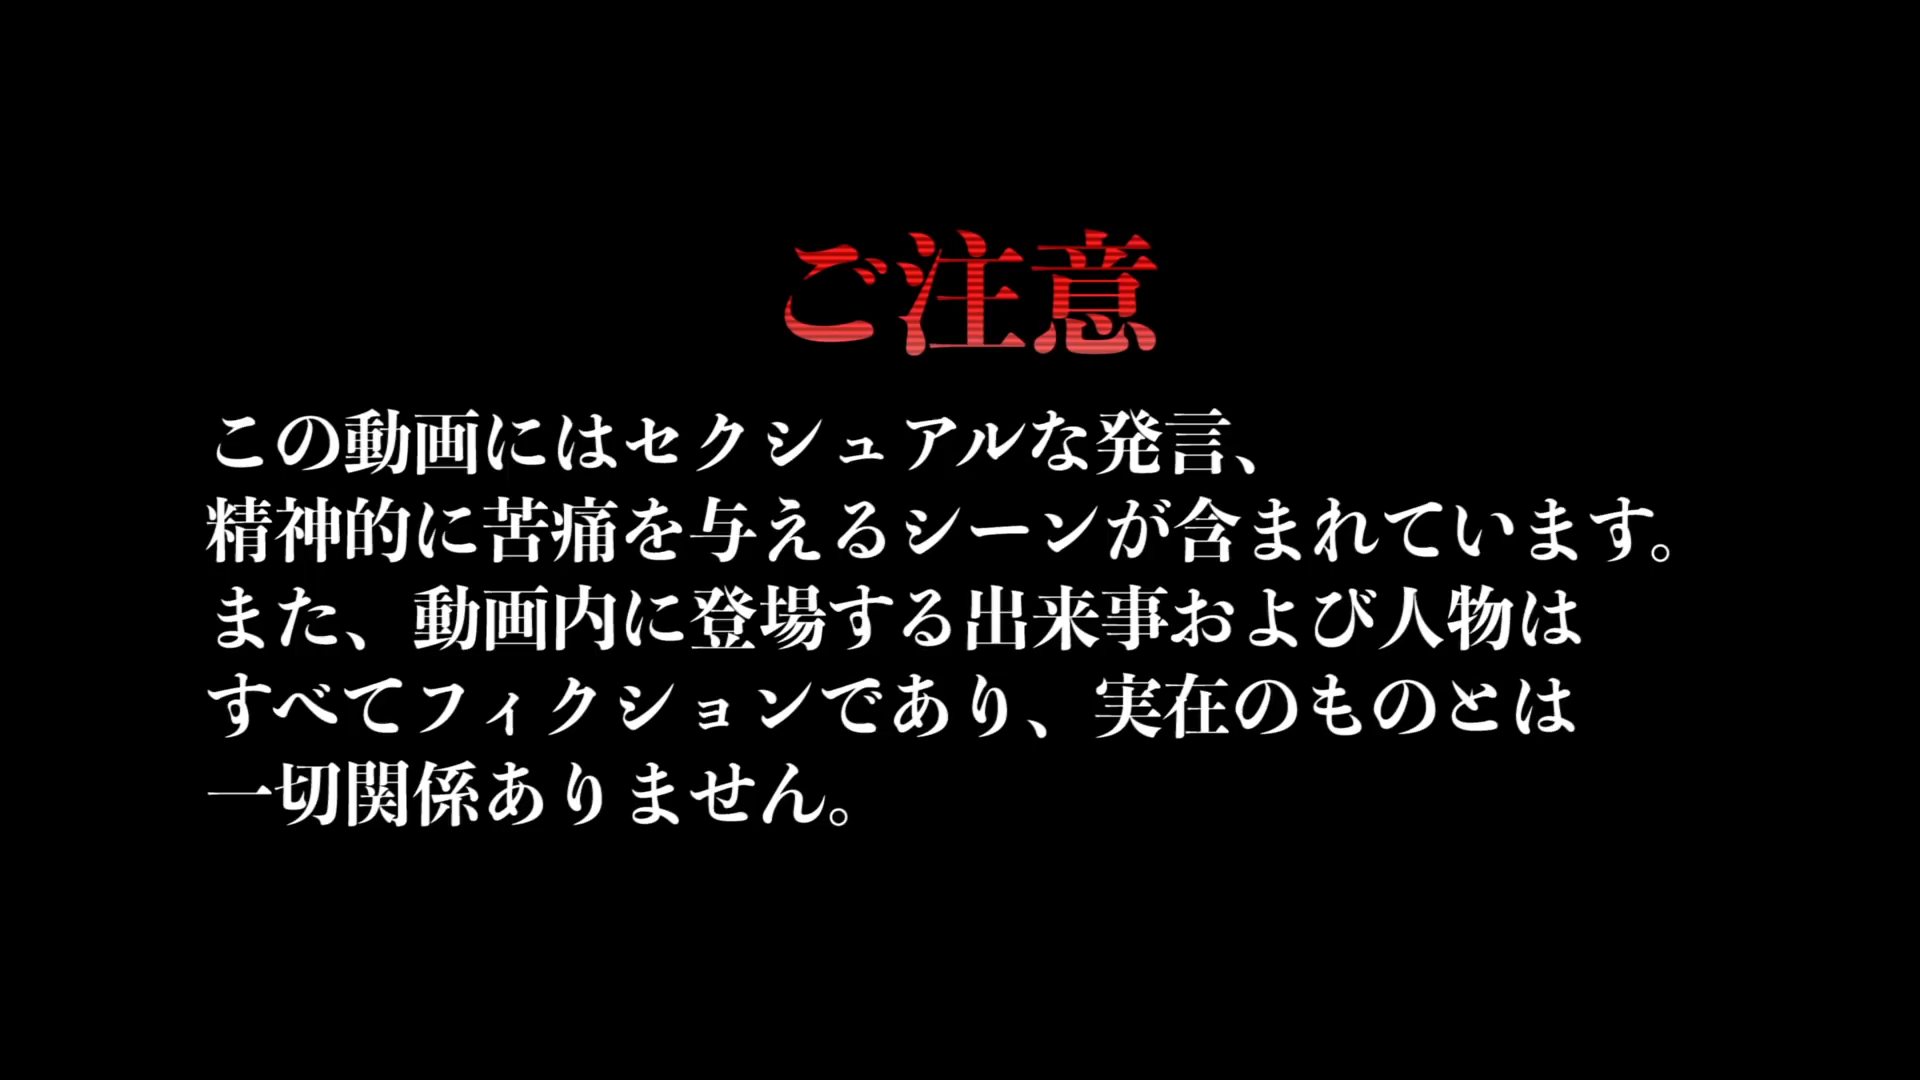 ご注意
この動画にはセクシュアルな発言、
精神的に苦痛を与えるシーンが含まれています。
また、動画内に登場する出来事および人物は
すべてフィクションであり、実在のものとは
一切関係ありません。